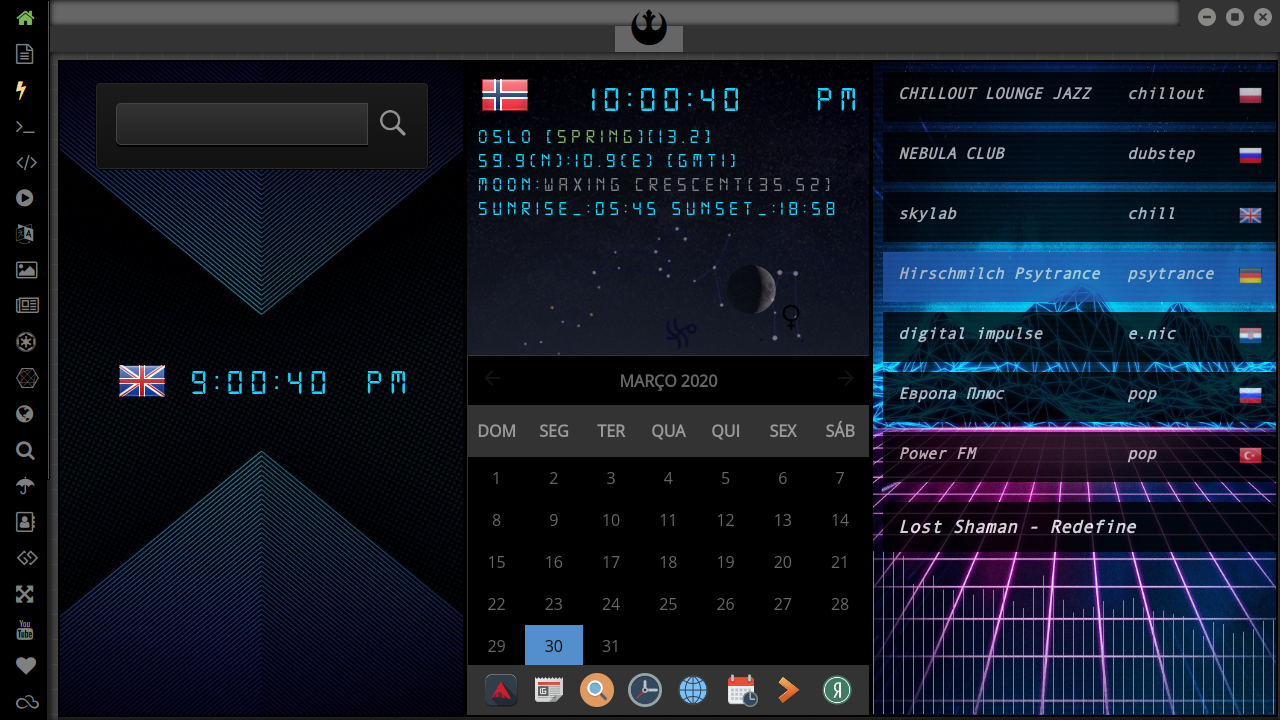 9:00:40 PM
10:00:40 PM
OSLO [SPRING][13.2]
59.9(N):10.9(E) [GMT1]
MOON:WAXING CRESCENT[35.52]
SUNRISE_:05:45 SUNSET_:18:58
MARÇO 2020
DOM SEG TER QUA QUI SEX SÁB
1 2 3 4 5 6 7
8 9 10 11 12 13 14
15 16 17 18 19 20 21
22 23 24 25 26 27 28
29 30 31
CHILLOUT LOUNGE JAZZ chillout
NEBULA CLUB dubstep
skylab chill
Hirschmilch Psytrance psytrance
digital impulse e.nic
Европа Плюс pop
Power FM pop
Lost Shaman - Redefine
You
Tube
Я